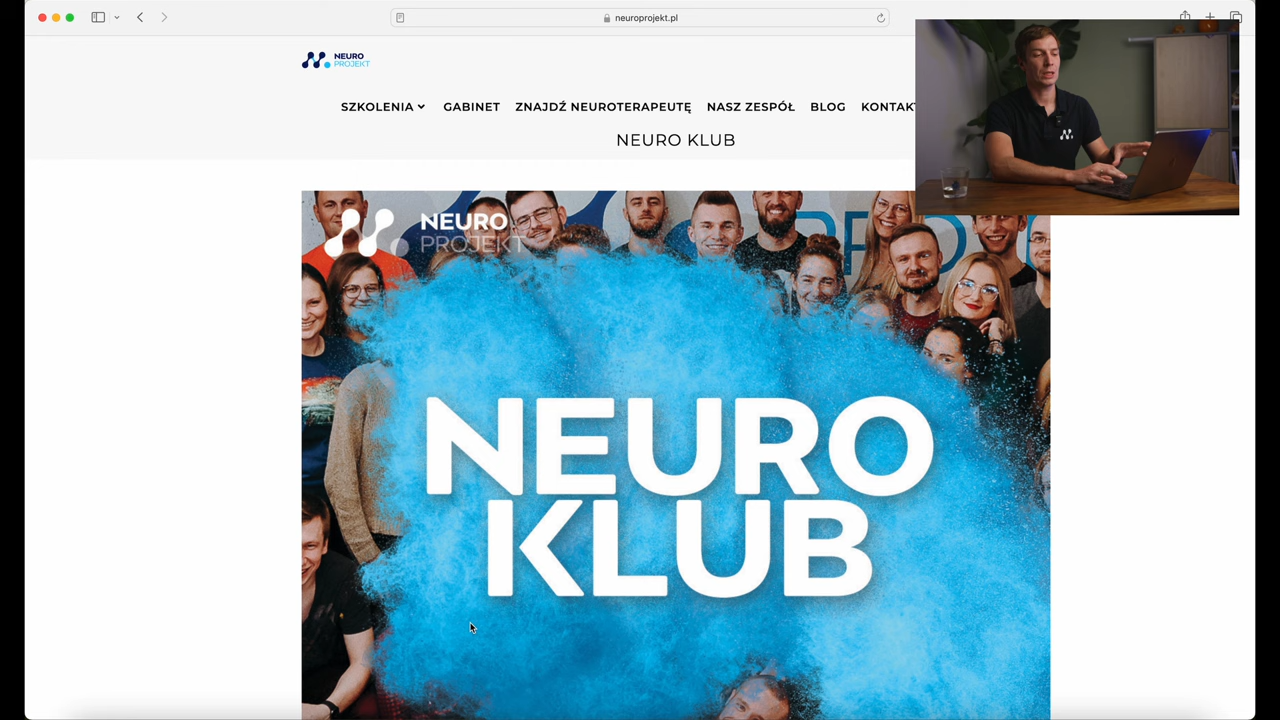 neuroprojekt.pl
NEURO
PROJEKT
SZKOLENIA GABINET ZNAJDŹ NEUROTERAPEUTĘ NASZ ZESPÓŁ BLOG KONTAKT
NEURO KLUB
NEURO
PROJEKT
NEURO
KLUB